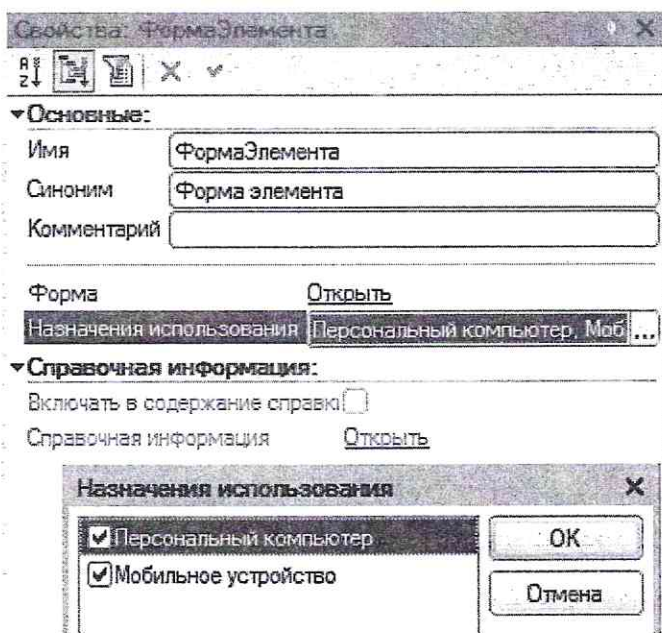 Свойства: ФормаЭлемента
Основные:
Имя ФормаЭлемента
Синоним Форма элемента
Комментарий
Форма Открыть
Назначения использования Персональный компьютер, Моб ...
Справочная информация:
Включать в содержание справки
Справочная информация Открыть
Назначения использования
Персональный компьютер OK
Мобильное устройство
Отмена